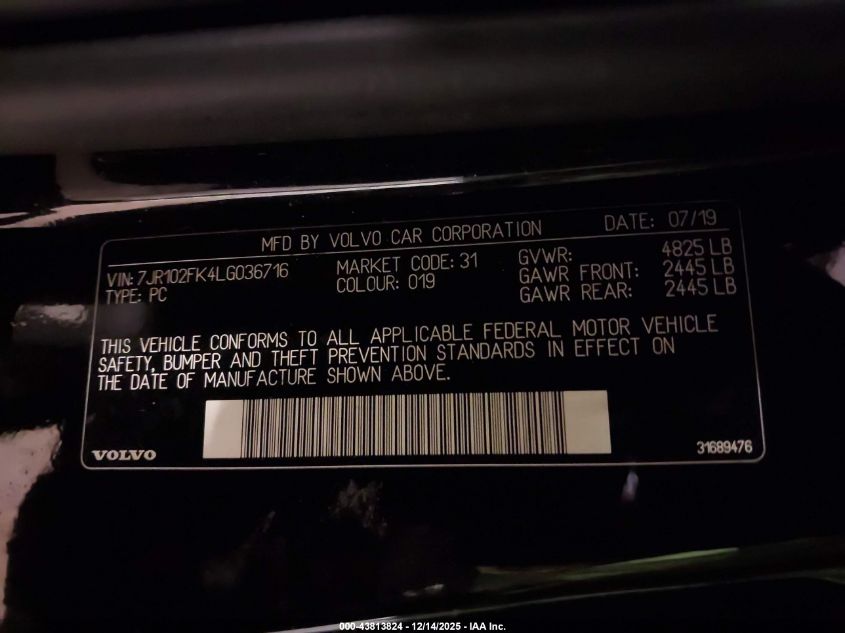 MFD BY VOLVO CAR CORPORATION DATE: 07/19
VIN: 7JR102FK4LG036716 MARKET CODE: 31 GVWR: 4825 LB
TYPE: PC COLOUR: 019 GAWR FRONT: 2445 LB
GAWR REAR: 2445 LB
THIS VEHICLE CONFORMS TO ALL APPLICABLE FEDERAL MOTOR VEHICLE
SAFETY, BUMPER AND THEFT PREVENTION STANDARDS IN EFFECT ON
THE DATE OF MANUFACTURE SHOWN ABOVE.
VOLVO 31689476
000-43813824 - 12/14/2025 - IAA Inc.